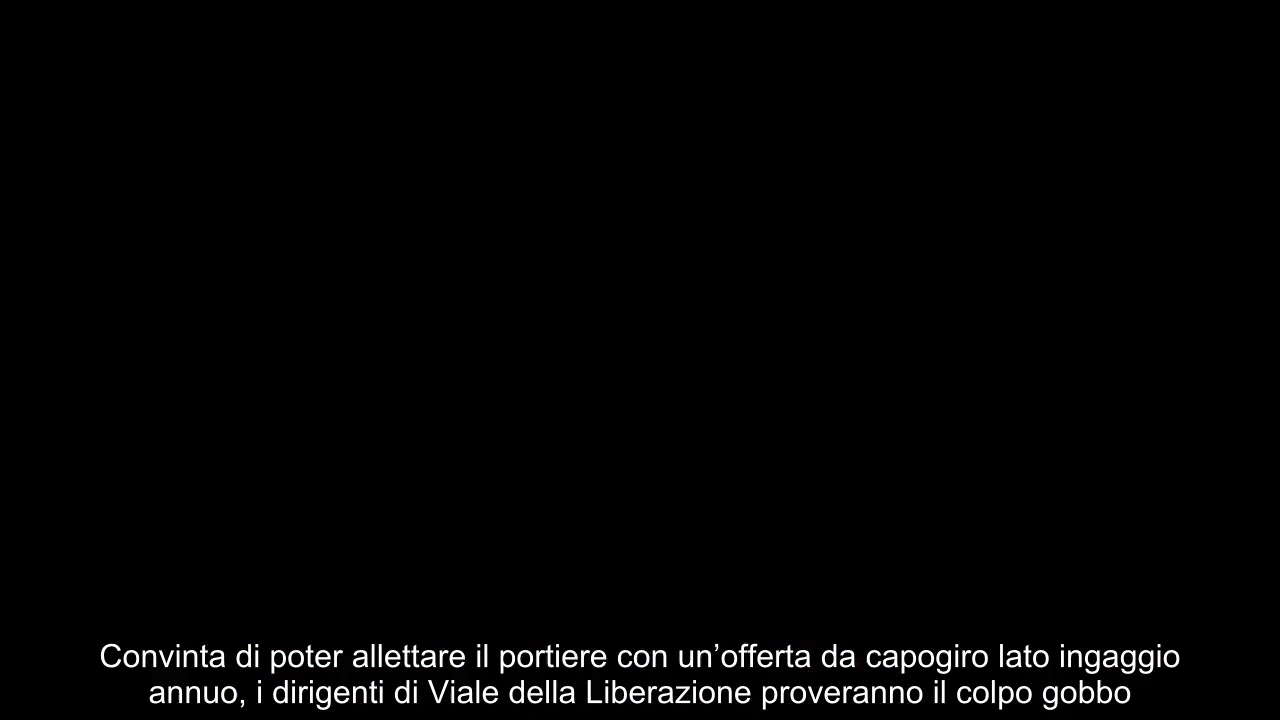 Convinta di poter allettare il portiere con un’offerta da capogiro lato ingaggio
annuo, i dirigenti di Viale della Liberazione proveranno il colpo gobbo